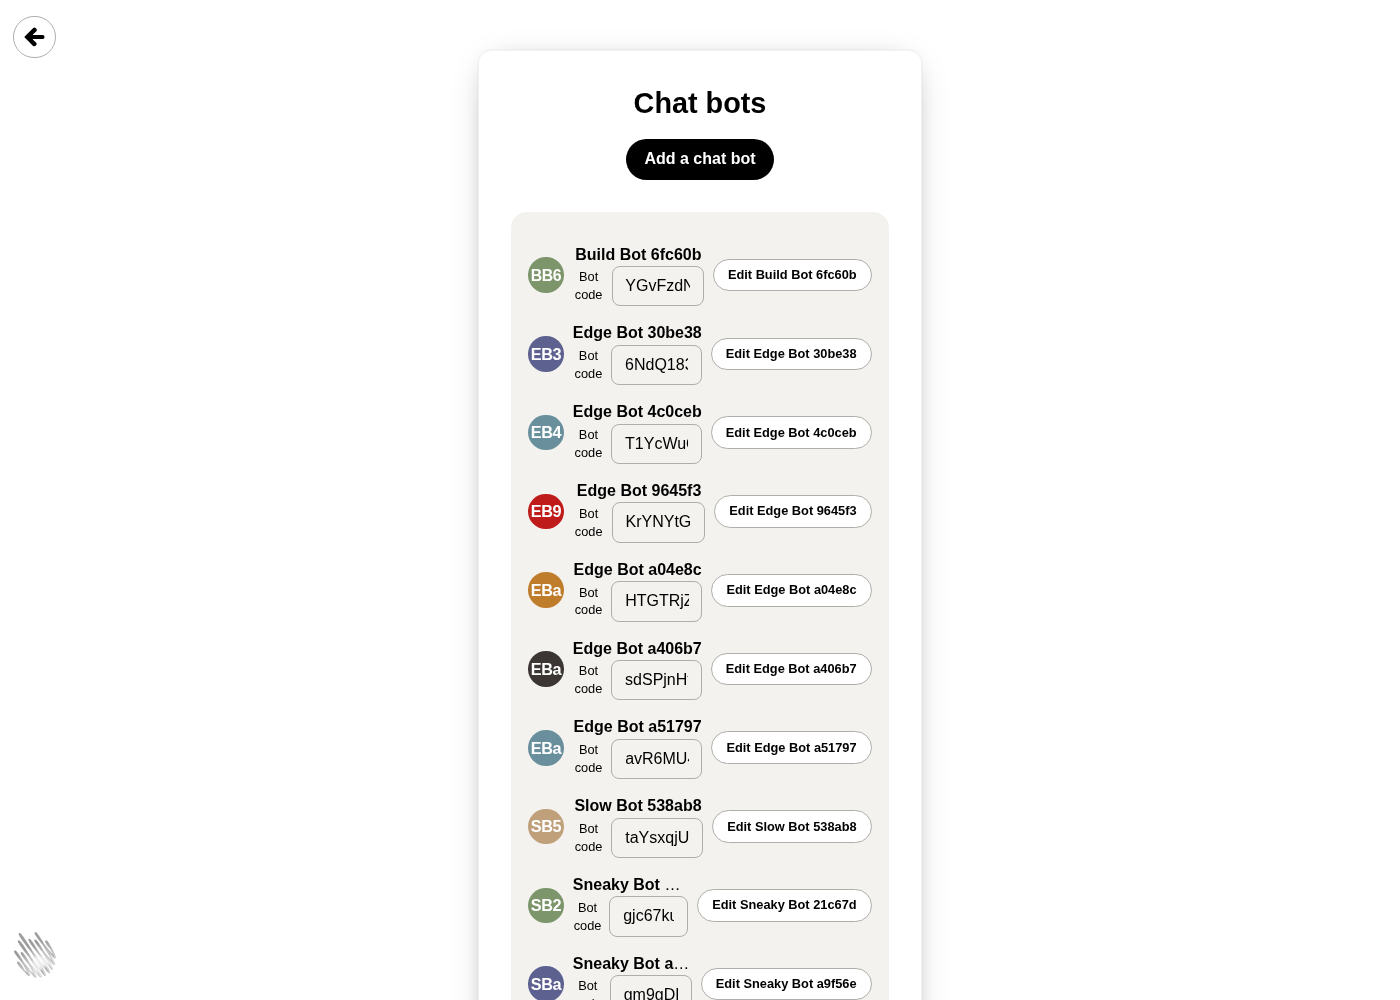 Chat bots
Add a chat bot
BB6
Build Bot 6fc60b
Bot code
YGvFzdN
Edit Build Bot 6fc60b
EB3
Edge Bot 30be38
Bot code
6NdQ183
Edit Edge Bot 30be38
EB4
Edge Bot 4c0ceb
Bot code
T1YcWu
Edit Edge Bot 4c0ceb
EB9
Edge Bot 9645f3
Bot code
KrYNYtG
Edit Edge Bot 9645f3
EBa
Edge Bot a04e8c
Bot code
HTGTRjZ
Edit Edge Bot a04e8c
EBa
Edge Bot a406b7
Bot code
sdSPjnH
Edit Edge Bot a406b7
EBa
Edge Bot a51797
Bot code
avR6MU
Edit Edge Bot a51797
SB5
Slow Bot 538ab8
Bot code
taYsxqjU
Edit Slow Bot 538ab8
SB2
Sneaky Bot …
Bot code
gjc67ku
Edit Sneaky Bot 21c67d
SBa
Sneaky Bot a…
Bot
Edit Sneaky Bot a9f56e